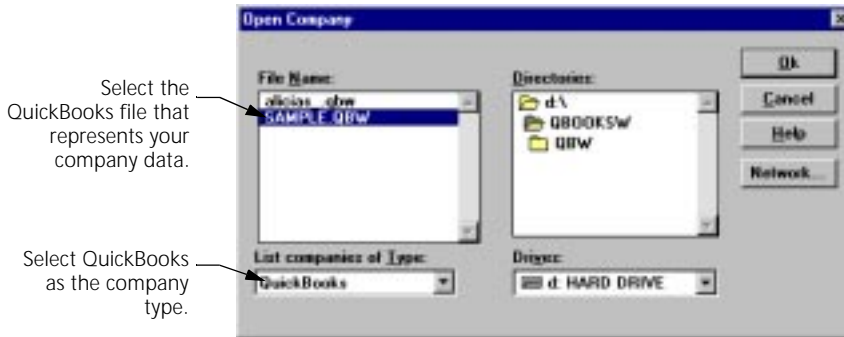 Open Company
Select the
QuickBooks file that
represents your
company data.
File Name:
alicias_.qbw
SAMPLE.QBW
Directories:
d:\
QBOOKSW
QBW
Ok
Cancel
Help
Network...
Select QuickBooks
as the company
type.
List companies of Type:
QuickBooks
Drives:
d: HARD DRIVE